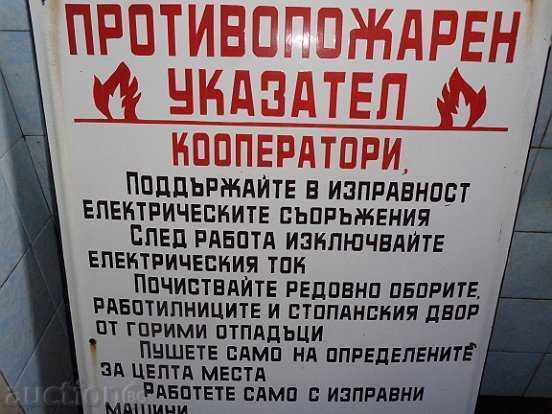 ПРОТИВОПОЖАРЕН
УКАЗАТЕЛ
КООПЕРАТОРИ,
ПОДДЪРЖАЙТЕ В ИЗПРАВНОСТ
ЕЛЕКТРИЧЕСКИТЕ СЪОРЪЖЕНИЯ
СЛЕД РАБОТА ИЗКЛЮЧВАЙТЕ
ЕЛЕКТРИЧЕСКИЯ ТОК
ПОЧИСТВАЙТЕ РЕДОВНО ОБОРИТЕ,
РАБОТИЛНИЦИТЕ И СТОПАНСКИЯ ДВОР
ОТ ГОРИМИ ОТПАДЪЦИ
ПУШЕТЕ САМО НА ОПРЕДЕЛЕНИТЕ
ЗА ЦЕЛТА МЕСТА
РАБОТЕТЕ САМО С ИЗПРАВНИ
МАШИНИ